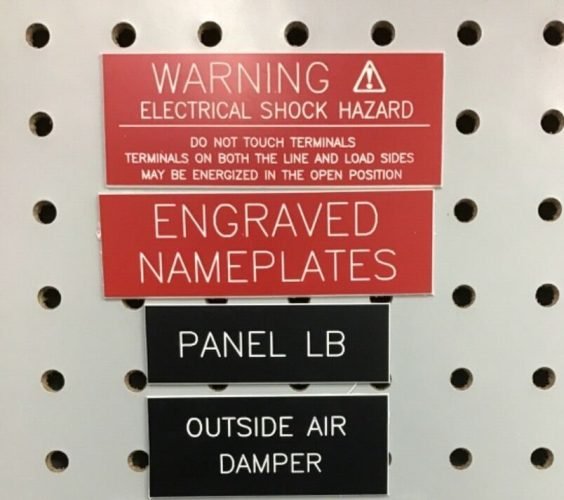 WARNING
ELECTRICAL SHOCK HAZARD
DO NOT TOUCH TERMINALS
TERMINALS ON BOTH THE LINE AND LOAD SIDES
MAY BE ENERGIZED IN THE OPEN POSITION
ENGRAVED
NAMEPLATES
PANEL LB
OUTSIDE AIR
DAMPER